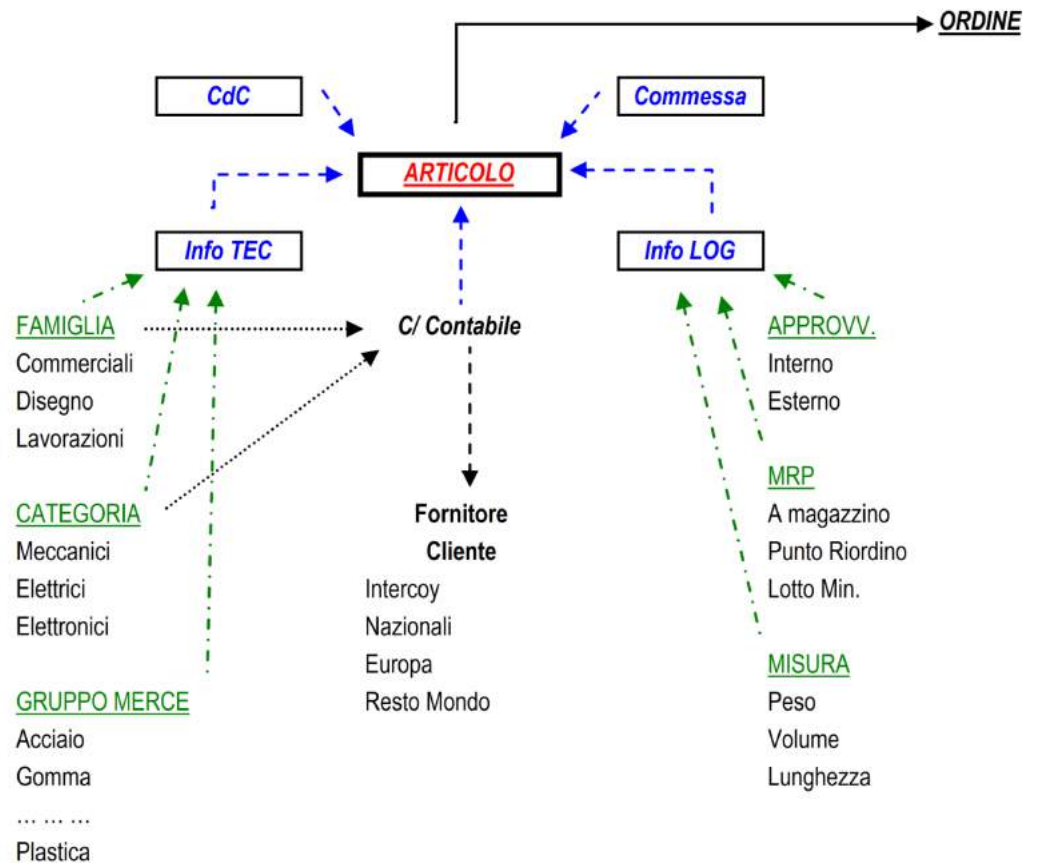 ORDINE
CdC
Commessa
ARTICOLO
Info TEC
Info LOG
FAMIGLIA
Commerciali
Disegno
Lavorazioni
CATEGORIA
Meccanici
Elettrici
Elettronici
GRUPPO MERCE
Acciaio
Gomma
... ... ...
Plastica
C/ Contabile
Fornitore
Cliente
Intercoy
Nazionali
Europa
Resto Mondo
APPROVV.
Interno
Esterno
MRP
A magazzino
Punto Riordino
Lotto Min.
MISURA
Peso
Volume
Lunghezza